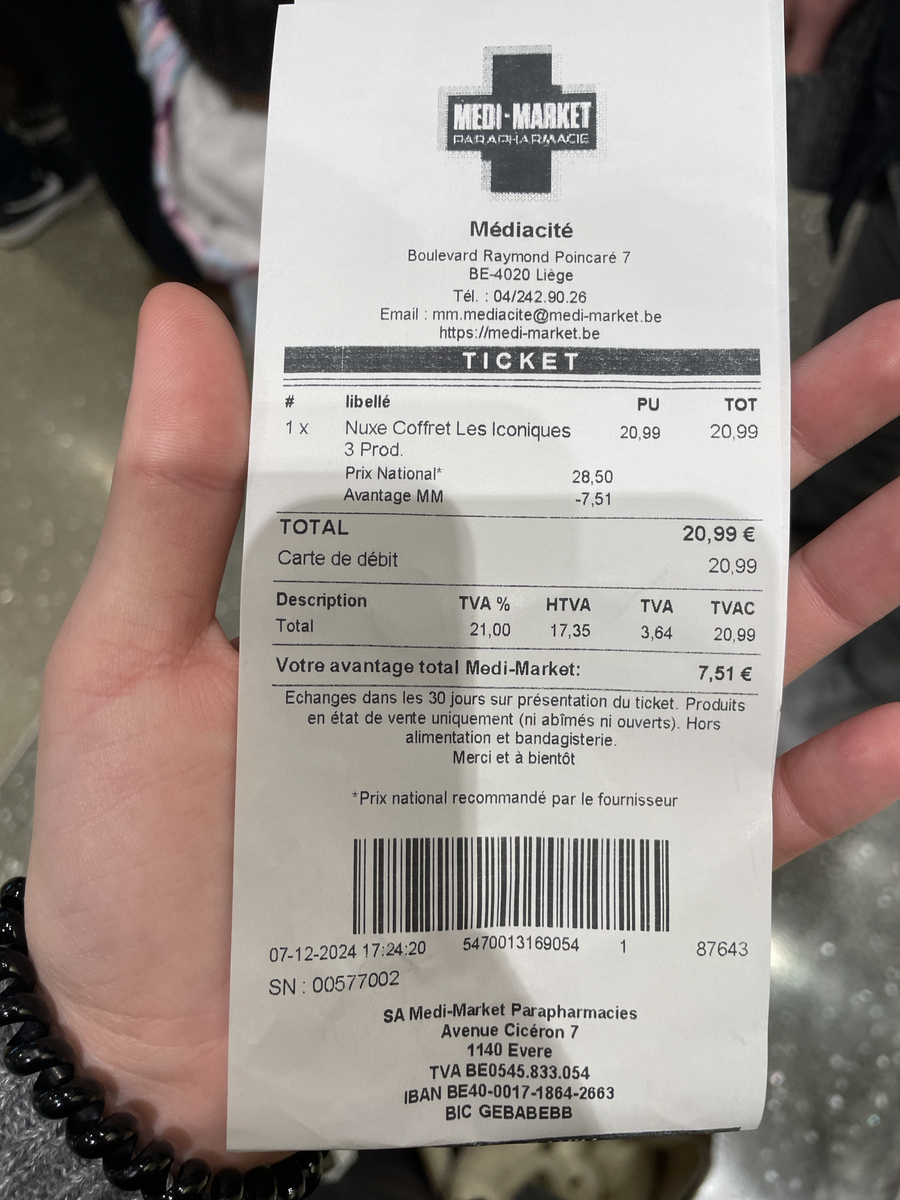 MEDI-MARKET
PARAPHARMACIE
Médiacité
Boulevard Raymond Poincaré 7
BE-4020 Liège
Tél. : 04/242.90.26
Email : mm.mediacite@medi-market.be
https://medi-market.be
TICKET
# libellé PU TOT
1 x Nuxe Coffret Les Iconiques 20,99 20,99
3 Prod.
Prix National* 28,50
Avantage MM -7,51
TOTAL 20,99 €
Carte de débit 20,99
Description TVA % HTVA TVA TVAC
Total 21,00 17,35 3,64 20,99
Votre avantage total Medi-Market: 7,51 €
Echanges dans les 30 jours sur présentation du ticket. Produits
en état de vente uniquement (ni abîmés ni ouverts). Hors
alimentation et bandagisterie.
Merci et à bientôt
*Prix national recommandé par le fournisseur
07-12-2024 17:24:20 5470013169054 1 87643
SN : 00577002
SA Medi-Market Parapharmacies
Avenue Cicéron 7
1140 Evere
TVA BE0545.833.054
IBAN BE40-0017-1864-2663
BIC GEBABEBB